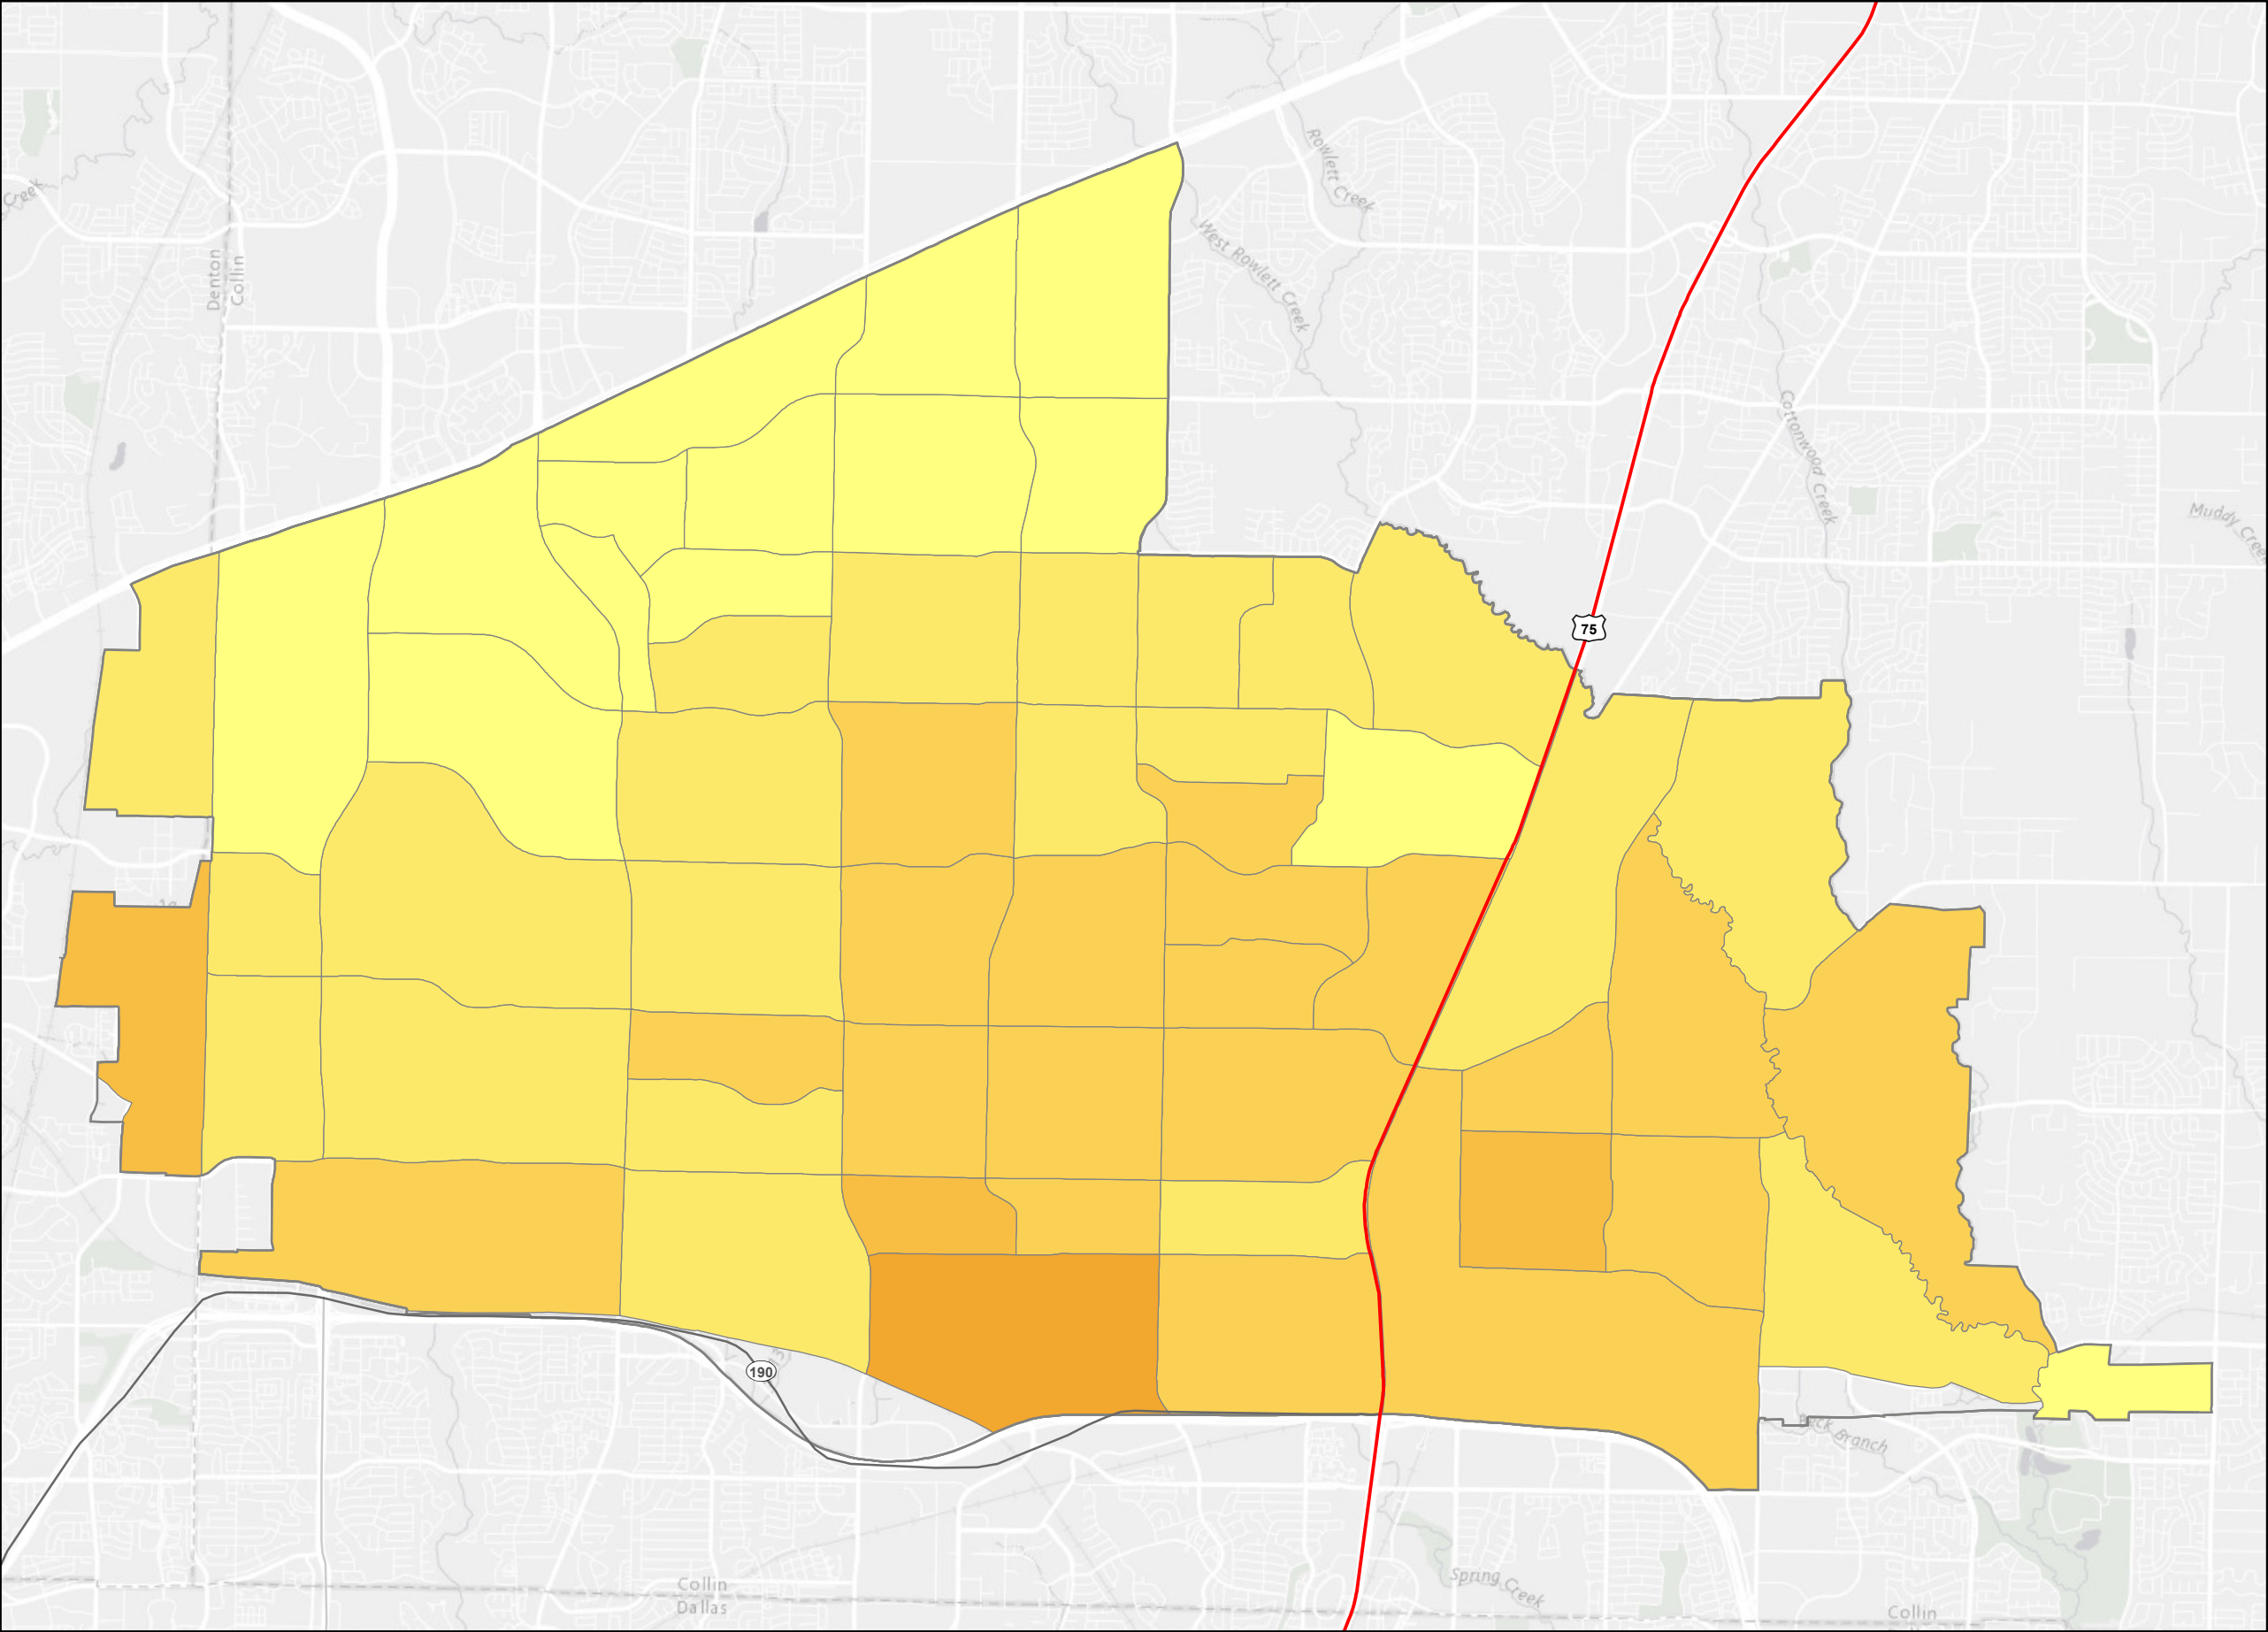 Creek
Rowlett Creek
West Rowlett Creek
Denton
Collin
Cottonwood Creek
Muddy
75
190
Branch
Spring Creek
Collin
Dallas
Collin